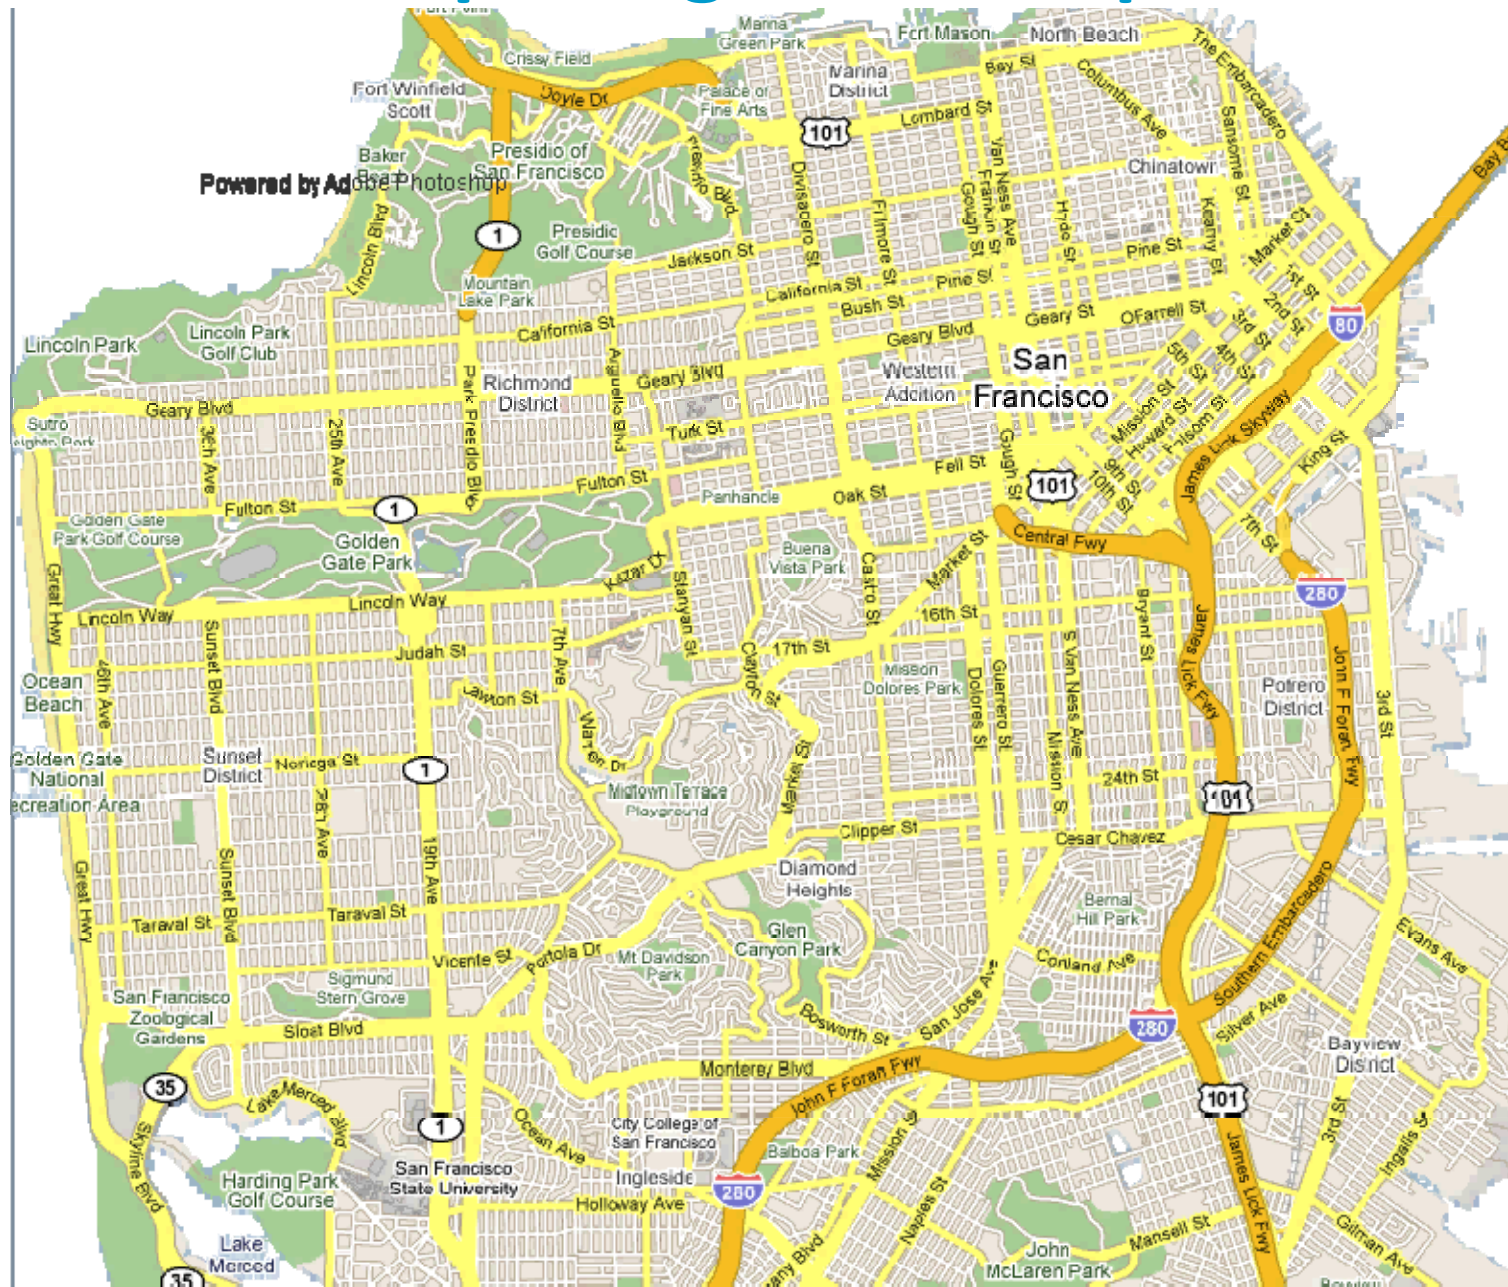 Fort Point
Marina
Green Park
Fort Mason
North Beach
The Embarcadero
Crissy Field
Bay St
Columbus Ave
Marina
District
Fort Winfield
Scott
Doyle Dr
Palace of
Fine Arts
Lombard St
Sansome St
101
Baker
Beach
Presidio of
San Francisco
Presidio Blvd
Van Ness Ave
Chinatown
Bay B
Powered by Adobe Photoshop
Divisadero St
Fillmore St
Gough St
Franklin St
Hyde St
Kearny St
Market St
Lincoln Blvd
1
Presidio
Golf Course
Jackson St
Pine St
1st St
Mountain
Lake Park
California St
Pine St
Bush St
2nd St
Lincoln Park
Lincoln Park
Golf Club
California St
Geary Blvd
Geary St
OFarrell St
3rd St
80
Arguello Blvd
San
Francisco
5th St
4th St
Park Presidio Blvd
Richmond
District
Geary Blvd
Western
Addition
Mission St
Howard St
Folsom St
James Lick Skyway
Geary Blvd
Sutro
Heights Park
36th Ave
25th Ave
Turk St
King St
Fulton St
Fell St
Gough St
9th St
10th St
Fulton St
1
Panhandle
Oak St
101
Golden Gate
Park Golf Course
Golden
Gate Park
Buena
Vista Park
Market St
Central Fwy
7th St
Great Hwy
Kezar Dr
Stanyan St
Castro St
280
Lincoln Way
Lincoln Way
16th St
Bryant St
James Lick Fwy
Sunset Blvd
Judah St
7th Ave
Clayton St
17th St
S Van Ness Ave
John F Foran Fwy
Ocean
Beach
46th Ave
Lawton St
Mission
Dolores Park
Dolores St
Guerrero St
Potrero
District
3rd St
Warren Dr
Golden Gate
National
ecreation Area
Sunset
District
Noriega St
1
Market St
Mission St
24th St
101
28th Ave
Midtown Terrace
Playground
Clipper St
Cesar Chavez
Great Hwy
Sunset Blvd
19th Ave
Diamond
Heights
Southern Embarcadero
Taraval St
Taraval St
Bernal
Hill Park
Glen
Canyon Park
Evans Ave
Vicente St
Portola Dr
Mt Davidson
Park
Cortland Ave
Sigmund
Stern Grove
San Francisco
Zoological
Gardens
Sloat Blvd
Bosworth St
San Jose Ave
280
Silver Ave
Bayview
District
Monterey Blvd
John F Foran Fwy
35
Lake Merced Blvd
101
1
Ocean Ave
City College of
San Francisco
Mission St
3rd St
Ingalls St
Skyline Blvd
Balboa Park
James Lick Fwy
San Francisco
State University
Ingleside
280
Harding Park
Golf Course
Holloway Ave
Naples St
Mansell St
Gilman Ave
Lake
Merced
John
McLaren Park
35